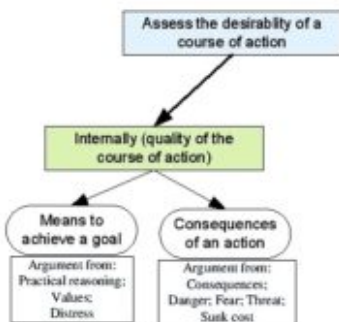 Assess the desirablity of a
course of action
Internally (quality of the
course of action)
Means to
achieve a goal
Argument from:
Practical reasoning;
Values;
Distress
Consequences
of an action
Argument from:
Consequences;
Danger; Fear; Threat;
Sunk cost